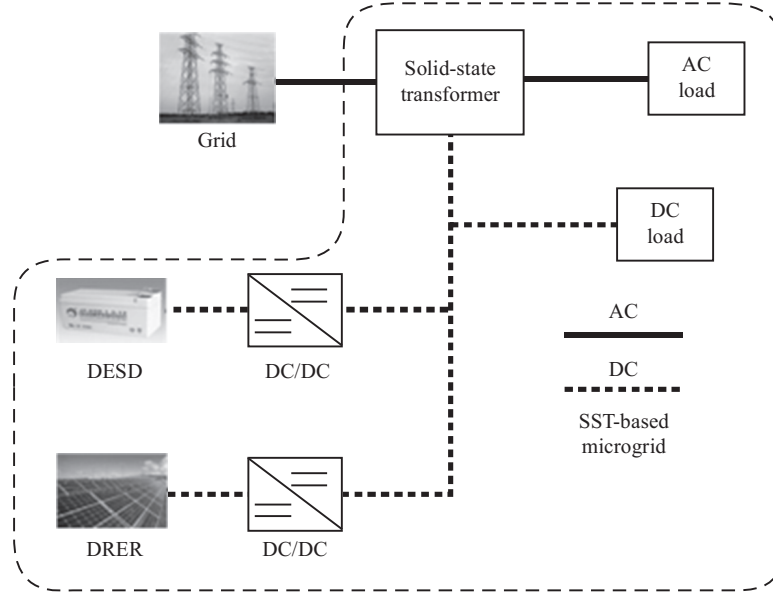 Solid-state
transformer
AC
load
Grid
DC
load
DESD
DC/DC
AC
DC
SST-based
microgrid
DRER
DC/DC